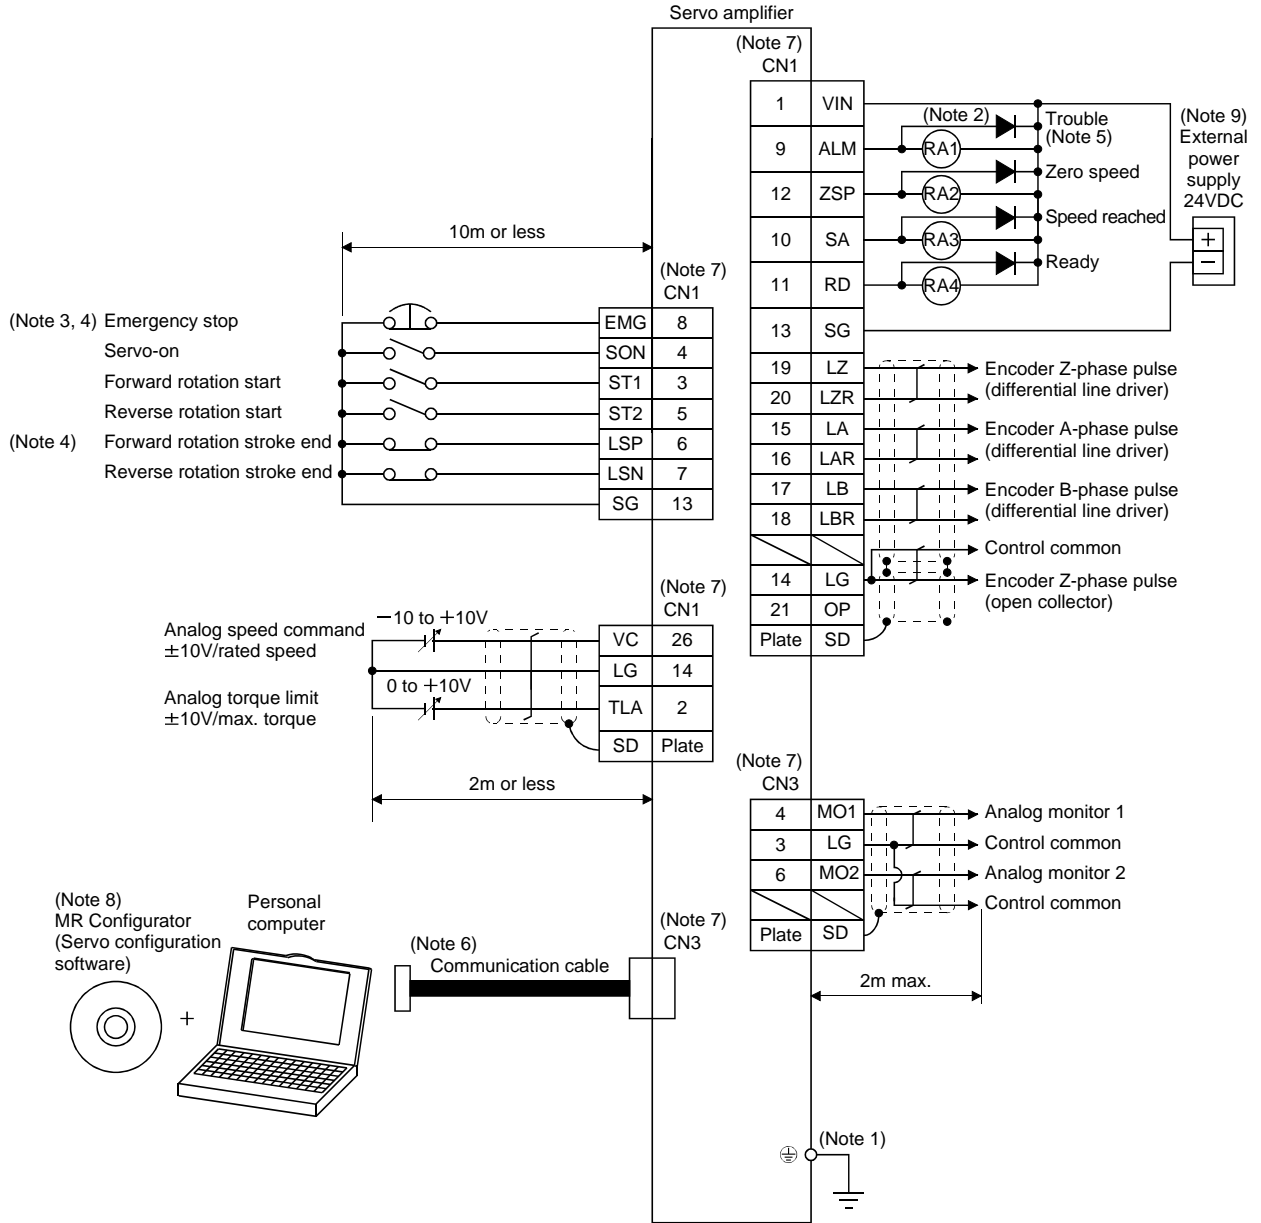 Servo amplifier
(Note 7)
CN1
1 VIN
9 ALM
12 ZSP
10 SA
11 RD
13 SG
19 LZ
20 LZR
15 LA
16 LAR
17 LB
18 LBR
14 LG
21 OP
Plate SD
(Note 2)
RA1
RA2
RA3
RA4
Trouble
(Note 5)
Zero speed
Speed reached
Ready
(Note 9)
External
power
supply
24VDC
+
−
Encoder Z-phase pulse
(differential line driver)
Encoder A-phase pulse
(differential line driver)
Encoder B-phase pulse
(differential line driver)
Control common
Encoder Z-phase pulse
(open collector)
10m or less
(Note 7)
CN1
(Note 3, 4) Emergency stop EMG 8
Servo-on SON 4
Forward rotation start ST1 3
Reverse rotation start ST2 5
(Note 4) Forward rotation stroke end LSP 6
Reverse rotation stroke end LSN 7
SG 13
(Note 7)
CN1
Analog speed command
±10V/rated speed
−10 to +10V
VC 26
LG 14
Analog torque limit
±10V/max. torque
0 to +10V
TLA 2
SD Plate
2m or less
(Note 7)
CN3
4 MO1 Analog monitor 1
3 LG Control common
6 MO2 Analog monitor 2
Control common
Plate SD
2m max.
(Note 8)
MR Configurator
(Servo configuration
software)
+
Personal
computer
(Note 6)
Communication cable
(Note 7)
CN3
(Note 1)